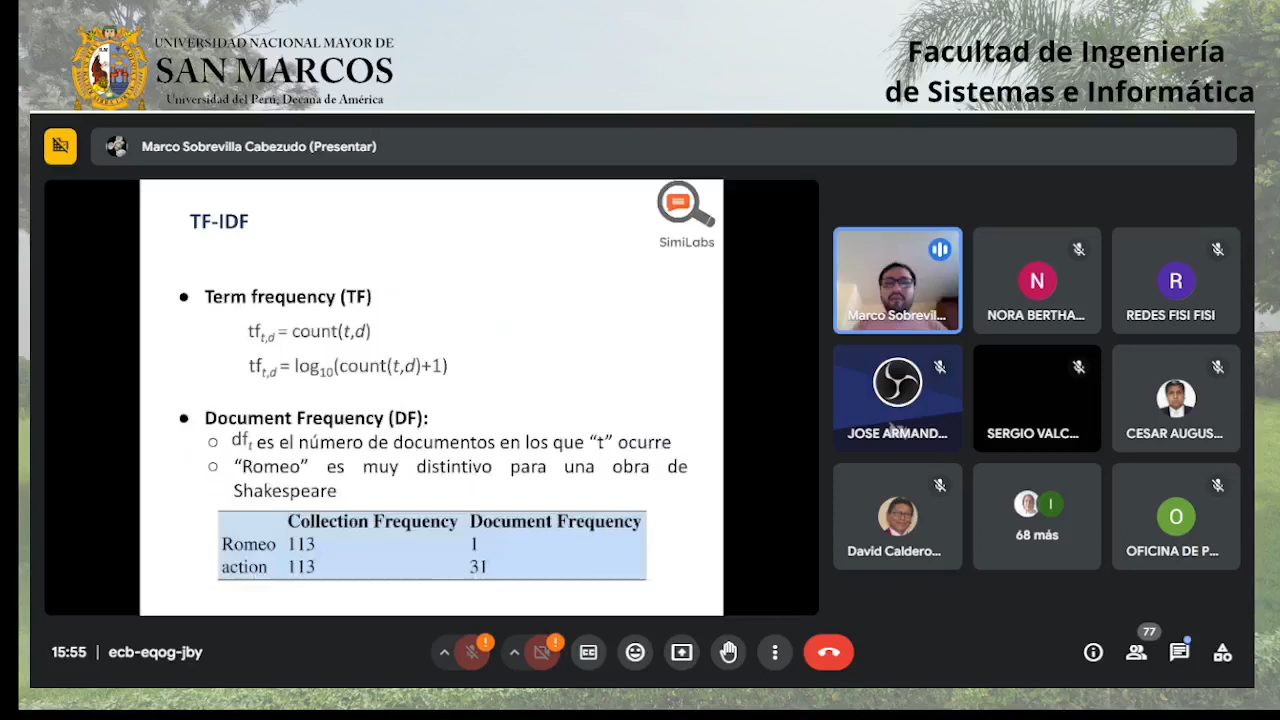 UNIVERSIDAD NACIONAL MAYOR DE
SAN MARCOS
Universidad del Perú, Decana de América
Facultad de Ingeniería
de Sistemas e Informática
Marco Sobrevilla Cabezudo (Presentar)
TF-IDF
SimiLabs
● Term frequency (TF)
tft,d = count(t,d)
tft,d = log10(count(t,d)+1)
● Document Frequency (DF):
○ dft es el número de documentos en los que “t” ocurre
○ “Romeo” es muy distintivo para una obra de
Shakespeare
Collection Frequency Document Frequency
Romeo 113 1
action 113 31
Marco Sobrevil...
N
NORA BERTHA...
R
REDES FISI FISI
JOSE ARMAND...
SERGIO VALC...
CESAR AUGUS...
David Caldero...
I
68 más
O
OFICINA DE P...
15:55 | ecb-eqog-jby
77